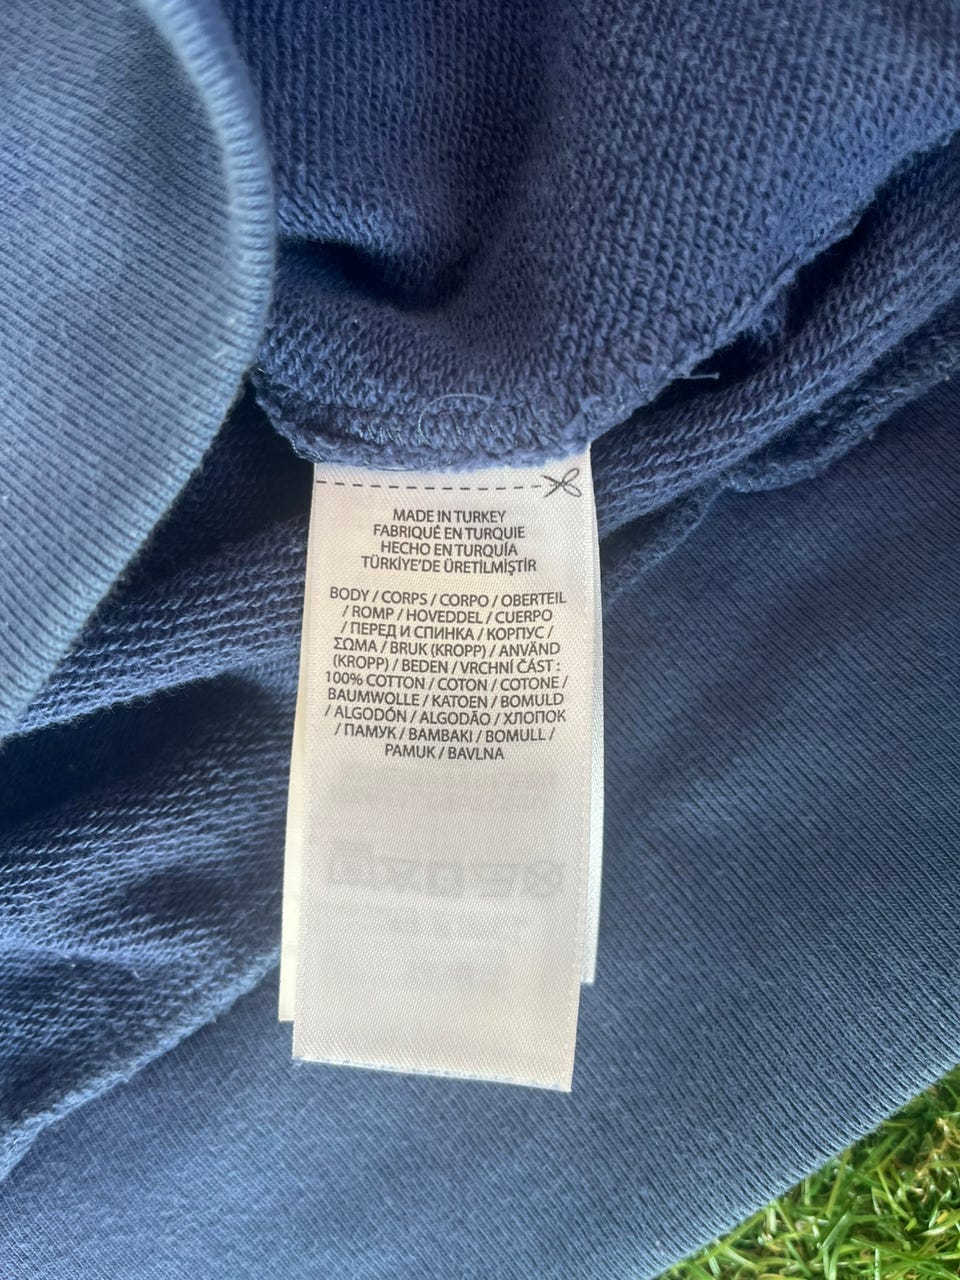 MADE IN TURKEY
FABRIQUÉ EN TURQUIE
HECHO EN TURQUÍA
TÜRKİYE'DE ÜRETİLMİŞTİR
BODY / CORPS / CORPO / OBERTEIL
/ ROMP / HOVEDDEL / CUERPO
/ ПЕРЕД И СПИНКА / КОРПУС /
ΣΩΜΑ / BRUK (KROPP) / ANVÄND
(KROPP) / BEDEN / VRCHNÍ ČÁST :
100% COTTON / COTON / COTONE /
BAUMWOLLE / KATOEN / BOMULD
/ ALGODÓN / ALGODÃO / ХЛОПОК
/ ПАМУК / ΒΑΜΒΑΚΙ / BOMULL /
PAMUK / BAVLNA